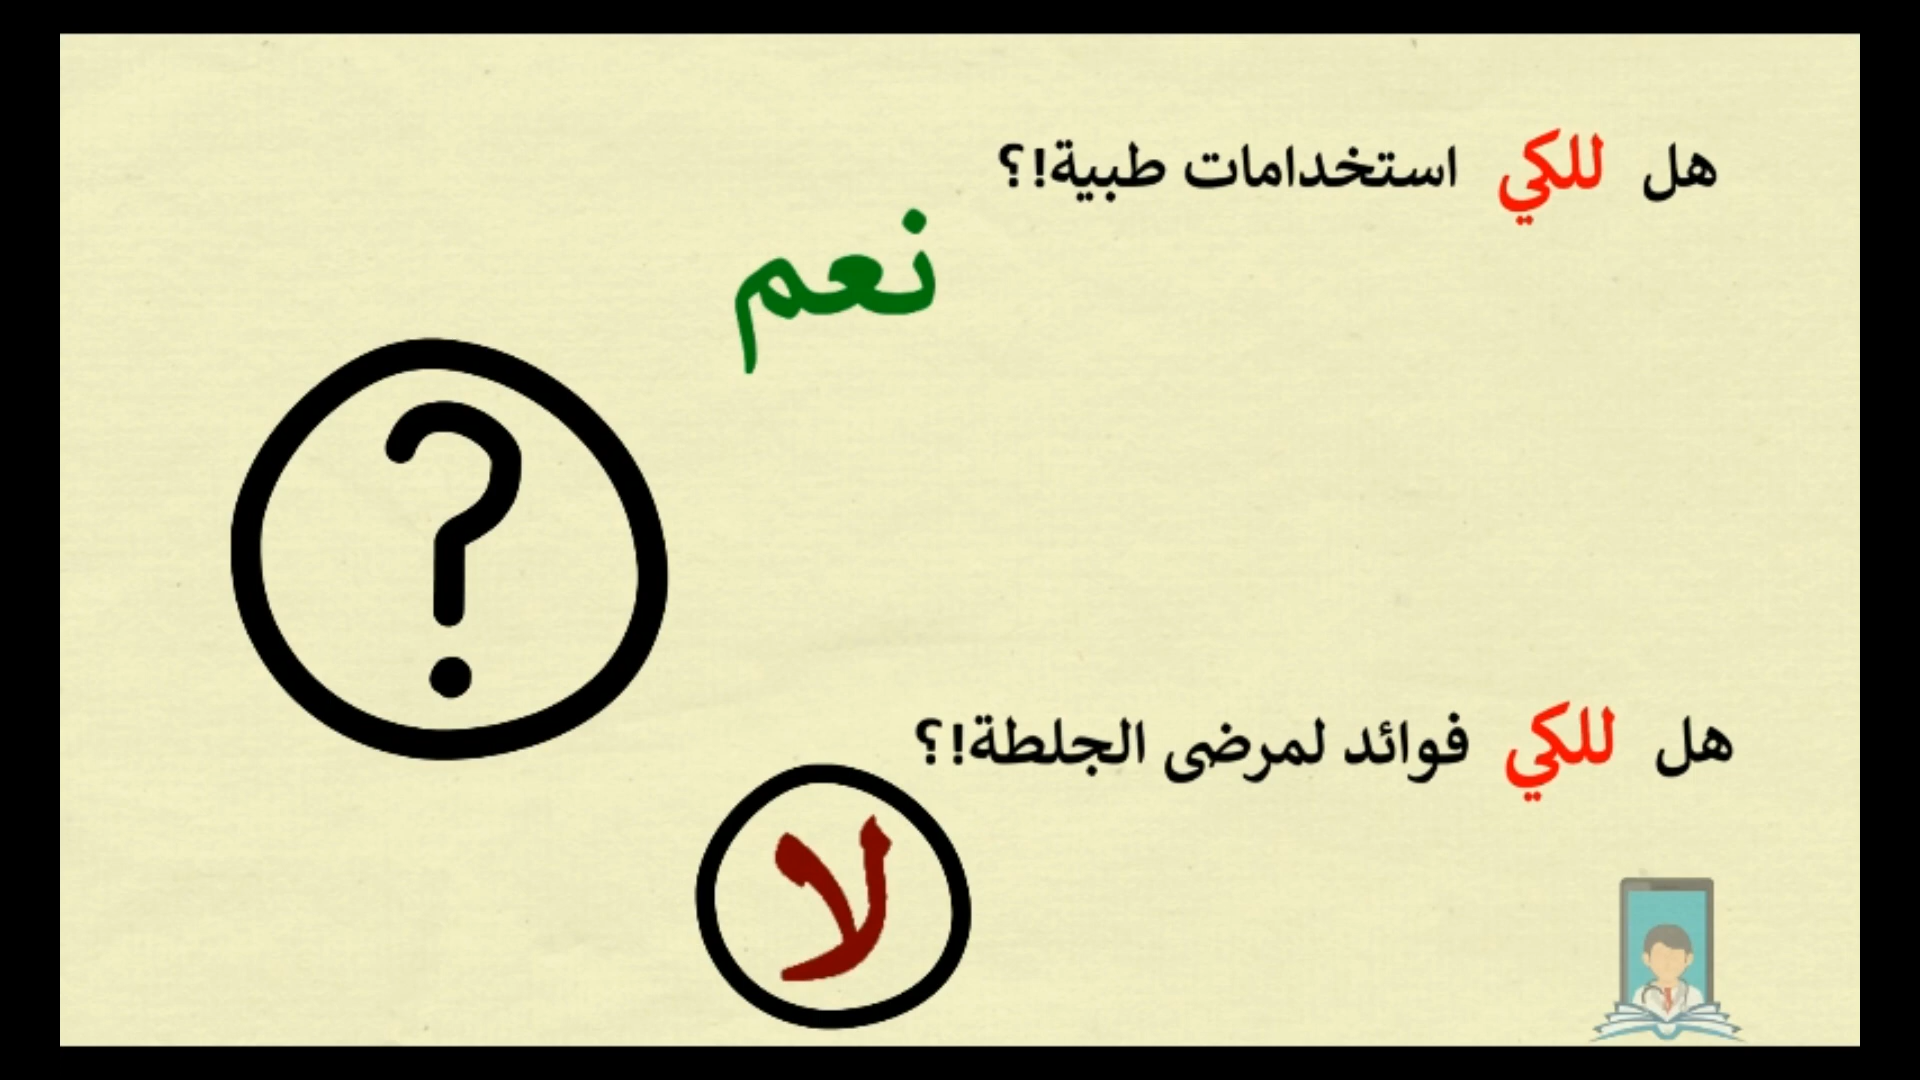 هل للكي استخدامات طبية!؟
نعم
?
هل للكي فوائد لمرضى الجلطة!؟
لا